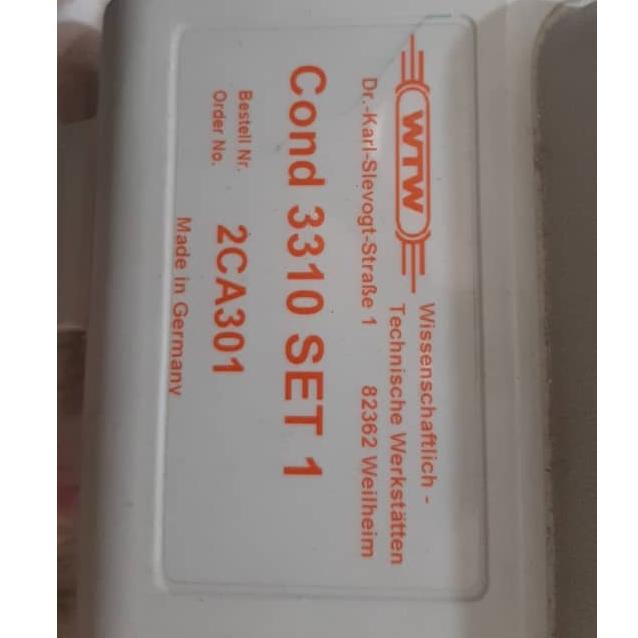 WTW
Wissenschaftlich -
Technische Werkstätten
Dr.-Karl-Slevogt-Straße 1 82362 Weilheim
Cond 3310 SET 1
Bestell Nr.
Order No. 2CA301
Made in Germany